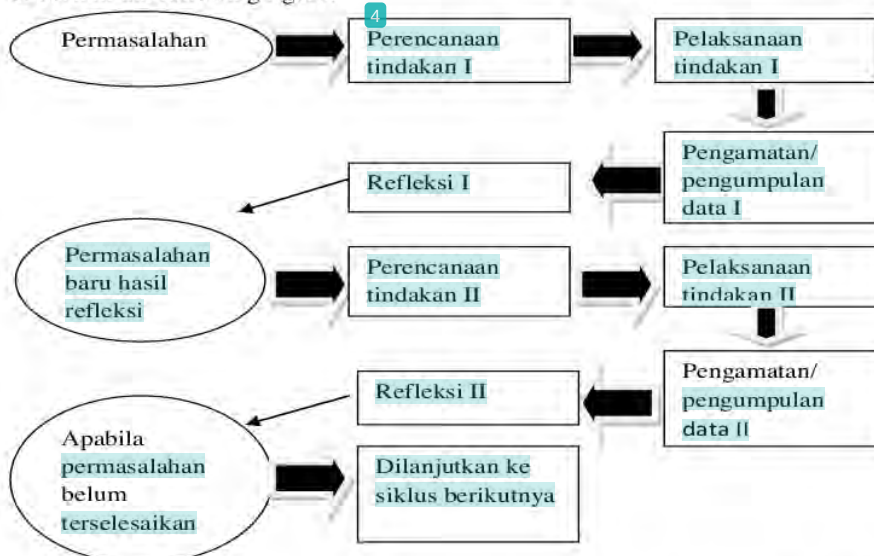 4
Permasalahan
Perencanaan
tindakan I
Pelaksanaan
tindakan I
Pengamatan/
pengumpulan
data I
Refleksi I
Permasalahan
baru hasil
refleksi
Perencanaan
tindakan II
Pelaksanaan
tindakan II
Pengamatan/
pengumpulan
data II
Refleksi II
Apabila
permasalahan
belum
terselesaikan
Dilanjutkan ke
siklus berikutnya